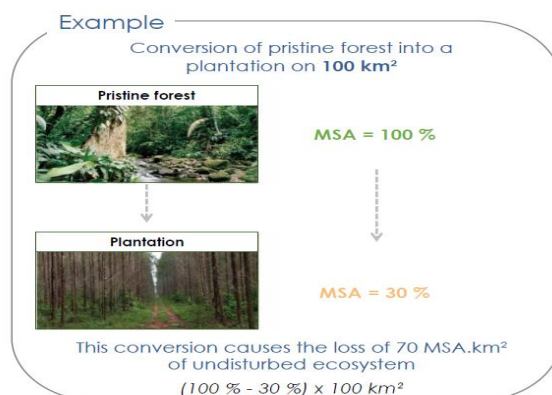 Example
Conversion of pristine forest into a
plantation on 100 km²
Pristine forest
MSA = 100 %
Plantation
MSA = 30 %
This conversion causes the loss of 70 MSA.km²
of undisturbed ecosystem
(100 % - 30 %) x 100 km²